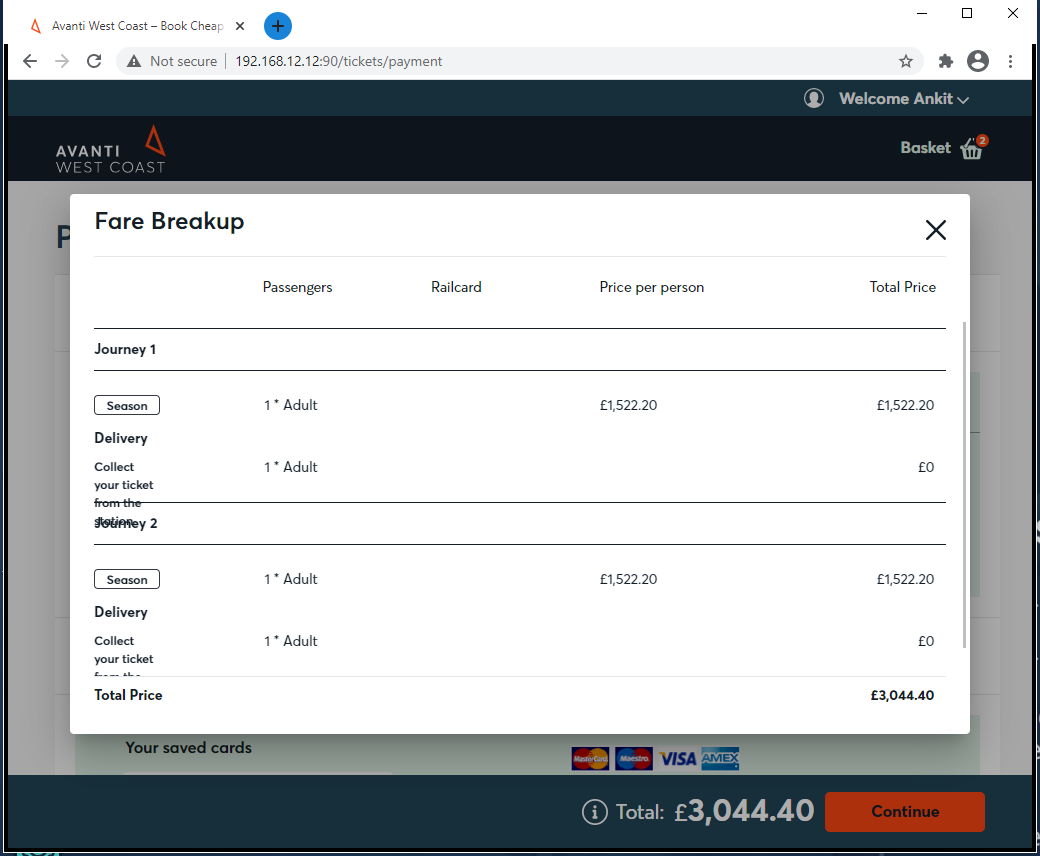 Avanti West Coast – Book Cheap
Not secure
192.168.12.12:90/tickets/payment
Welcome Ankit
AVANTI
WEST COAST
Basket
2
P
Fare Breakup
Passengers Railcard Price per person Total Price
Journey 1
Season 1 * Adult £1,522.20 £1,522.20
Delivery
Collect 1 * Adult £0
your ticket
from the
station
Journey 2
Season 1 * Adult £1,522.20 £1,522.20
Delivery
Collect 1 * Adult £0
your ticket
from the
Total Price £3,044.40
Your saved cards
MasterCard Maestro VISA AMEX
Total: £3,044.40
Continue